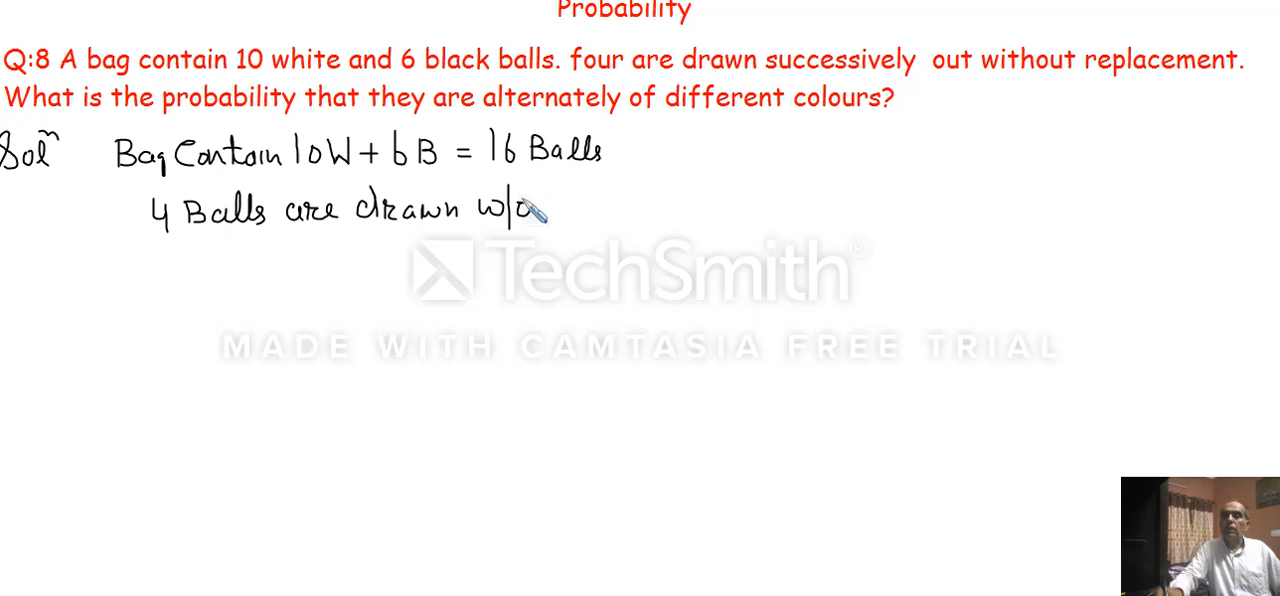 Probability
Q:8 A bag contain 10 white and 6 black balls. four are drawn successively out without replacement.
What is the probability that they are alternately of different colours?
Solⁿ Bag Contain 10W + 6B = 16 Balls
4 Balls are drawn w/o
TechSmith®
MADE WITH CAMTASIA FREE TRIAL